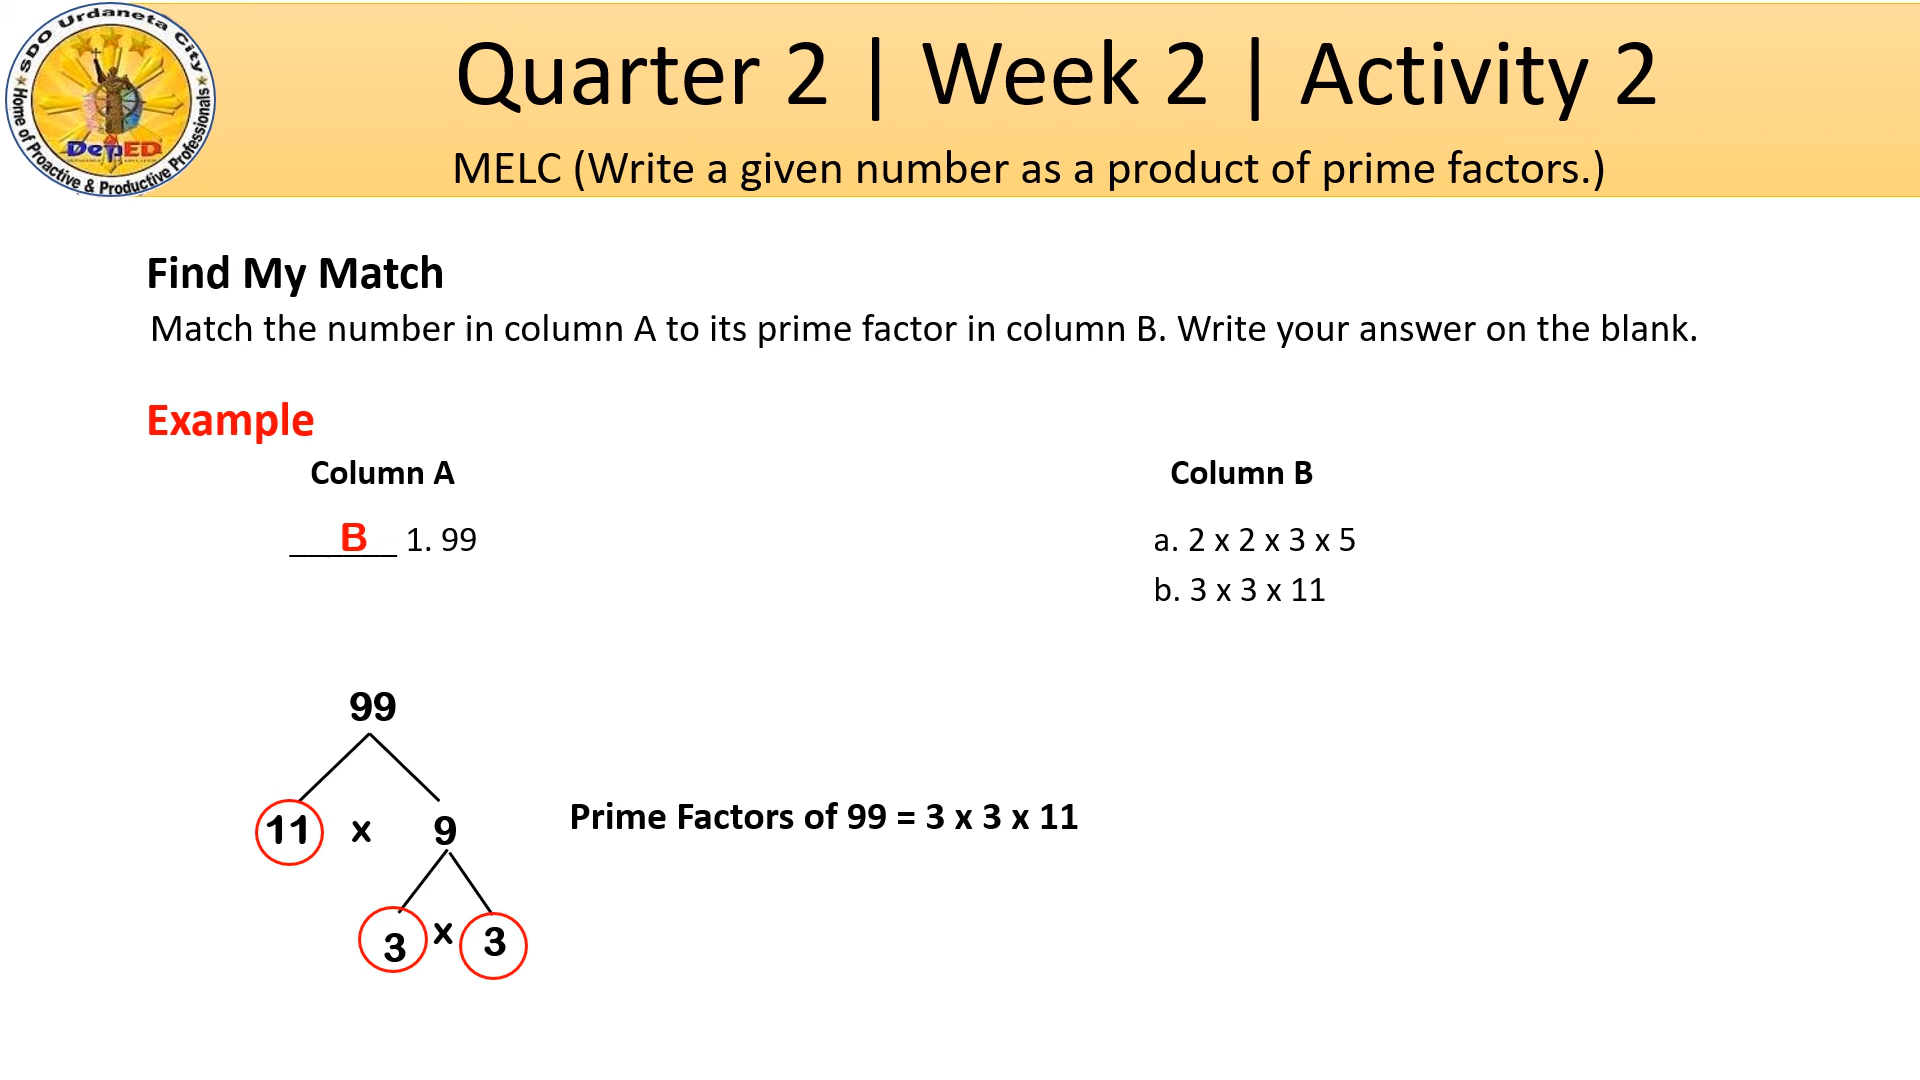 SDO Urdaneta City
Home of Proactive & Productive Professionals
DepED
Quarter 2 | Week 2 | Activity 2
MELC (Write a given number as a product of prime factors.)
Find My Match
Match the number in column A to its prime factor in column B. Write your answer on the blank.
Example
Column A Column B
B 1. 99 a. 2 x 2 x 3 x 5
b. 3 x 3 x 11
99
11 x 9
Prime Factors of 99 = 3 x 3 x 11
3 x 3